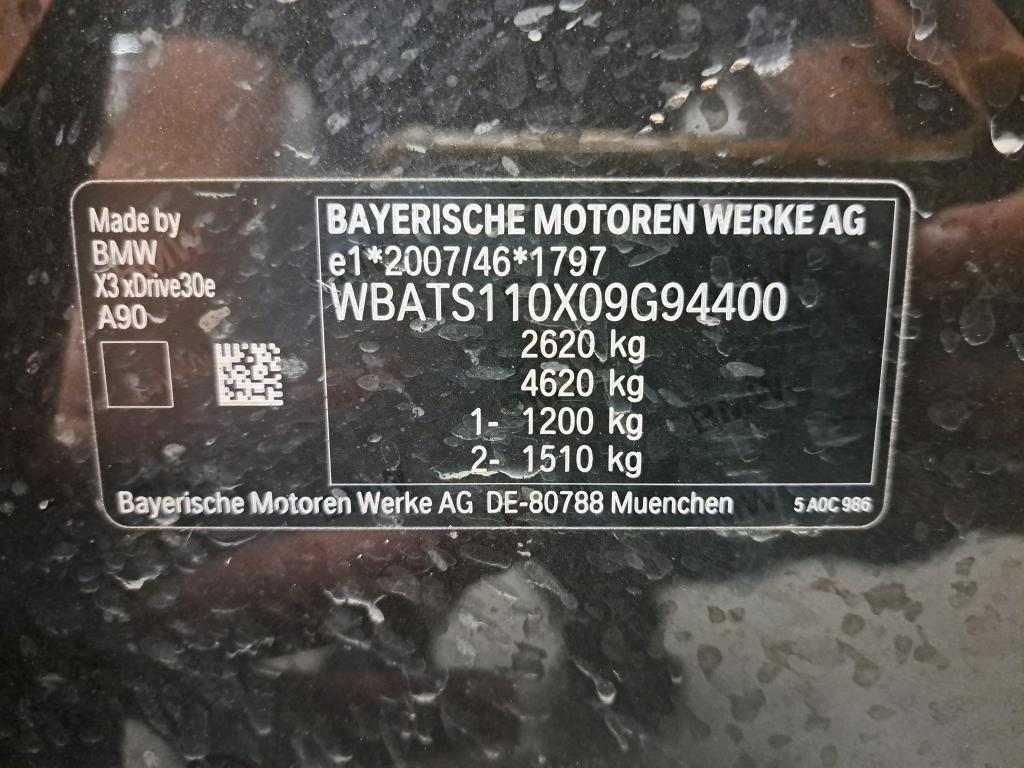 Made by
BMW
X3 xDrive30e
A90
BAYERISCHE MOTOREN WERKE AG
e1*2007/46*1797
WBATS110X09G94400
2620 kg
4620 kg
1- 1200 kg
2- 1510 kg
Bayerische Motoren Werke AG DE-80788 Muenchen
5 A0C 986